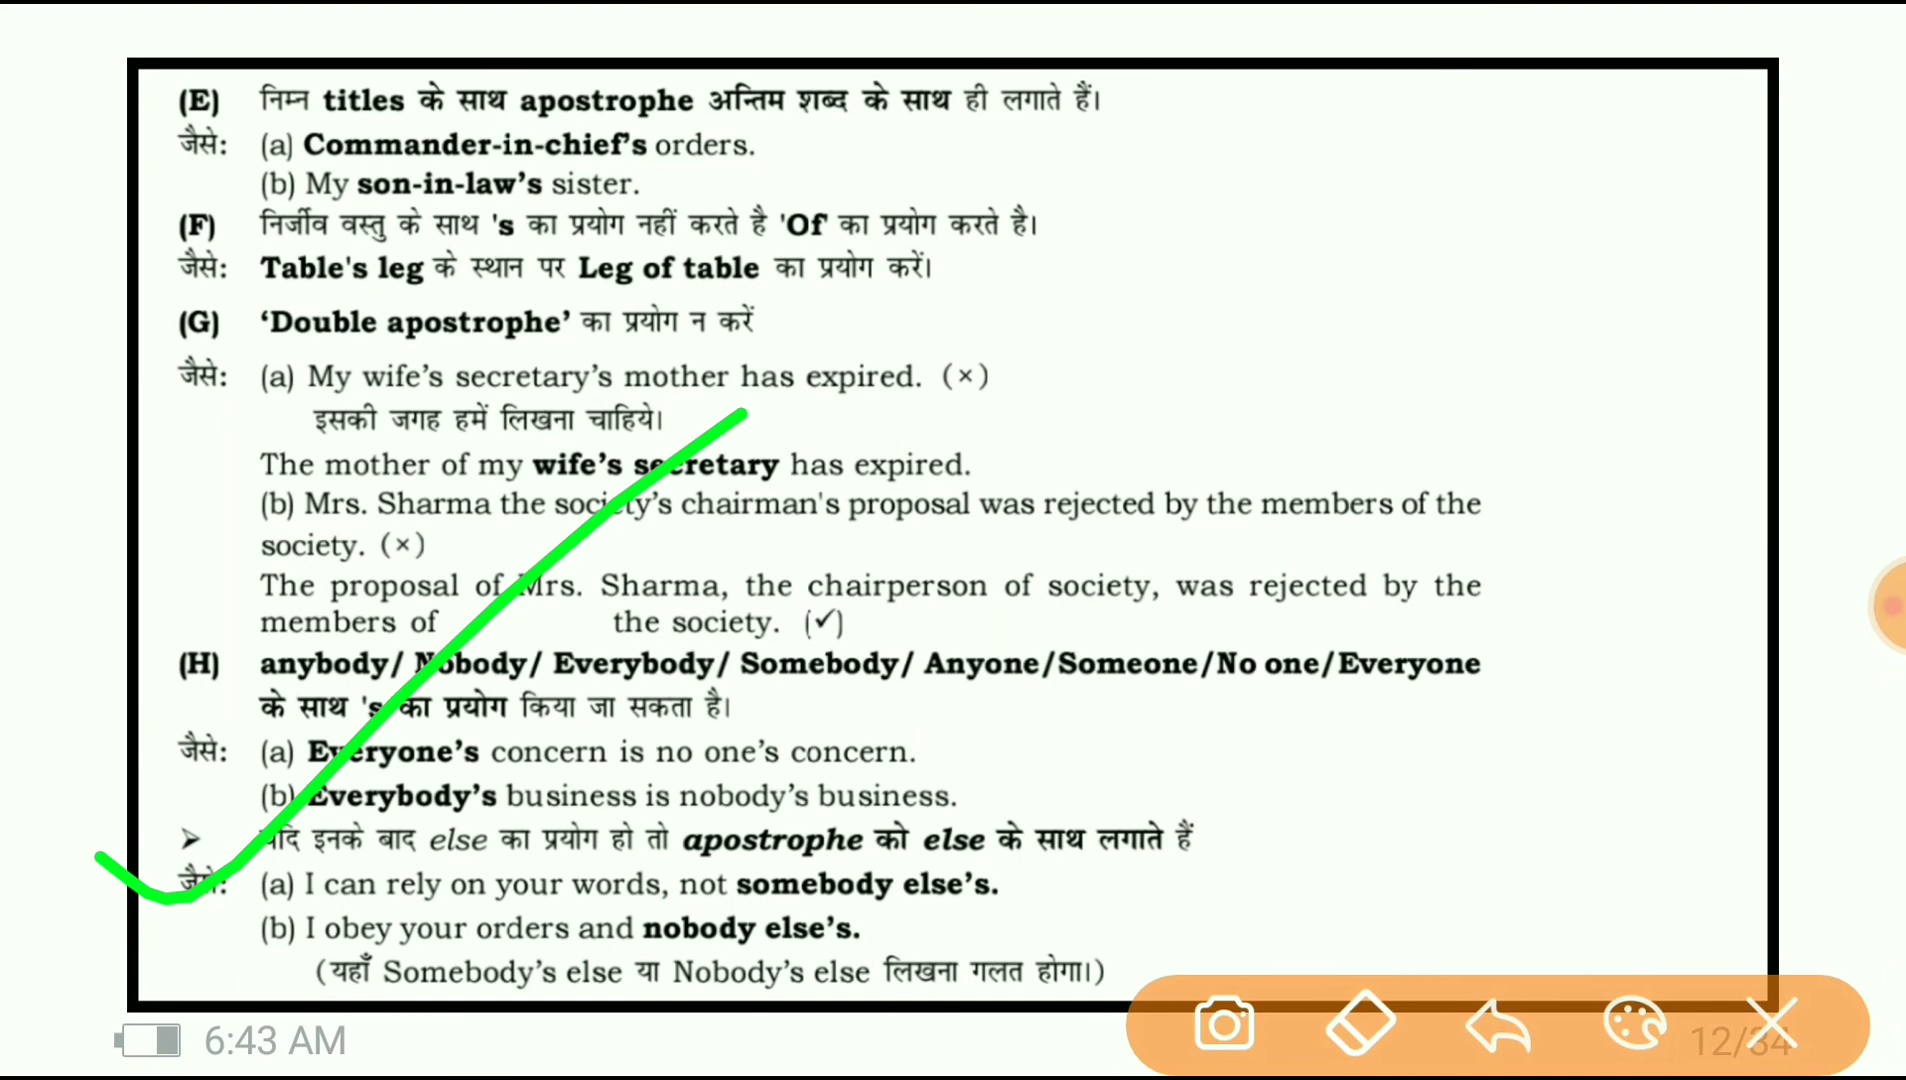 (E) निम्न titles के साथ apostrophe अन्तिम शब्द के साथ ही लगाते हैं।
जैसे: (a) Commander-in-chief's orders.
(b) My son-in-law's sister.
(F) निर्जीव वस्तु के साथ 's का प्रयोग नहीं करते है 'Of' का प्रयोग करते है।
जैसे: Table's leg के स्थान पर Leg of table का प्रयोग करें।
(G) ‘Double apostrophe’ का प्रयोग न करें
जैसे: (a) My wife’s secretary’s mother has expired. (×)
इसकी जगह हमें लिखना चाहिये।
The mother of my wife’s secretary has expired.
(b) Mrs. Sharma the society’s chairman's proposal was rejected by the members of the
society. (×)
The proposal of Mrs. Sharma, the chairperson of society, was rejected by the
members of the society. (✓)
(H) anybody/ Nobody/ Everybody/ Somebody/ Anyone/Someone/No one/Everyone
के साथ 's का प्रयोग किया जा सकता है।
जैसे: (a) Everyone’s concern is no one’s concern.
(b) Everybody’s business is nobody’s business.
➢ यदि इनके बाद else का प्रयोग हो तो apostrophe को else के साथ लगाते हैं
जैसे: (a) I can rely on your words, not somebody else’s.
(b) I obey your orders and nobody else’s.
(यहाँ Somebody’s else या Nobody’s else लिखना गलत होगा।)
6:43 AM
12/34